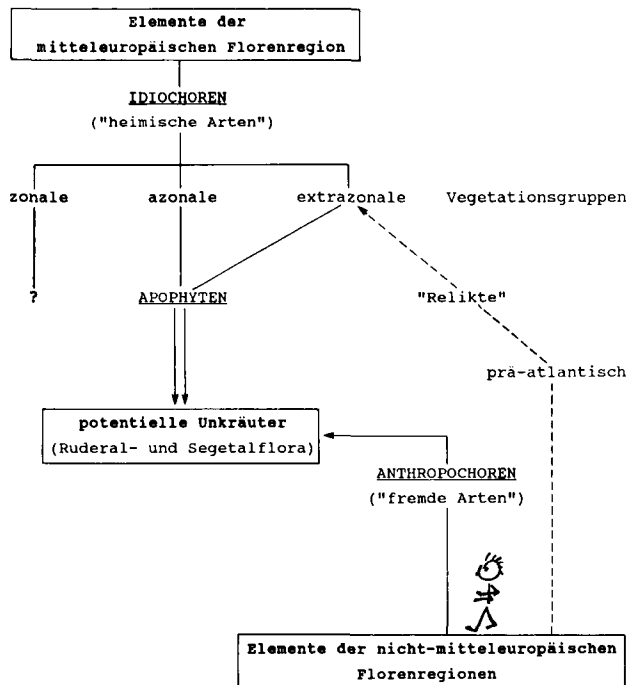 Elemente der
mitteleuropäischen Florenregion
IDIOCHOREN
("heimische Arten")
zonale azonale extrazonale Vegetationsgruppen
? APOPHYTEN "Relikte"
prä-atlantisch
potentielle Unkräuter
(Ruderal- und Segetalflora)
ANTHROPOCHOREN
("fremde Arten")
Elemente der nicht-mitteleuropäischen
Florenregionen